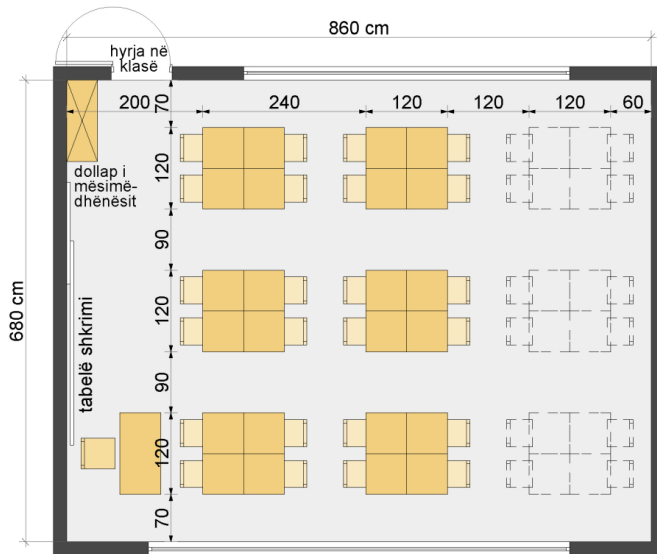 860 cm
hyrja në
klasë
200
240
120
120
120
60
70
120
90
120
90
120
70
dollap i
mësimë-
dhënësit
tabelë shkrimi
680 cm